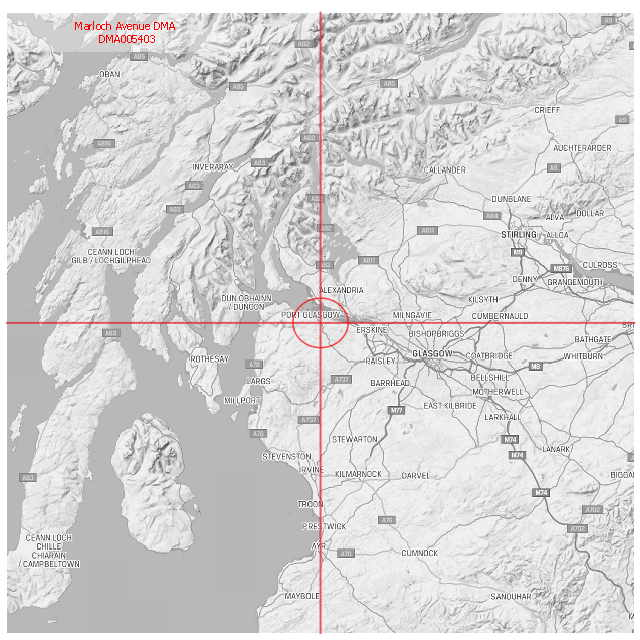 Marloch Avenue DMA
DMA005403
A9
A82
OBAN
A85
A85
A85
CRIEFF
A9
A816
A82
AUCHTERARDER
INVERARAY
A83
CALLANDER
A9
A83
A82
DUNBLANE
A83
A84
ALVA
DOLLAR
A816
A82
A811
STIRLING
ALLOA
CEANN LOCH
GILB / LOCHGILPHEAD
A82
A811
M9
M876
CULROSS
DENNY
GRANGEMOUTH
ALEXANDRIA
DUN OBHAINN
/ DUNOON
KILSYTH
PORT GLASGOW
MILNGAVIE
CUMBERNAULD
ERSKINE
BISHOPBRIGGS
BATHGATE
A83
ROTHESAY
A78
PAISLEY
GLASGOW
COATBRIDGE
WHITBURN
M8
LARGS
A737
BARRHEAD
BELLSHILL
MOTHERWELL
MILLPORT
M77
EAST KILBRIDE
LARKHALL
A78
A737
STEWARTON
M74
LANARK
STEVENSTON
M74
IRVINE
KILMARNOCK
DARVEL
A83
M74
TROON
A702
PRESTWICK
A76
A702
CEANN LOCH
CHILLE
CHIARAIN
/ CAMPBELTOWN
AYR
A70
CUMNOCK
MAYBOLE
SANQUHAR